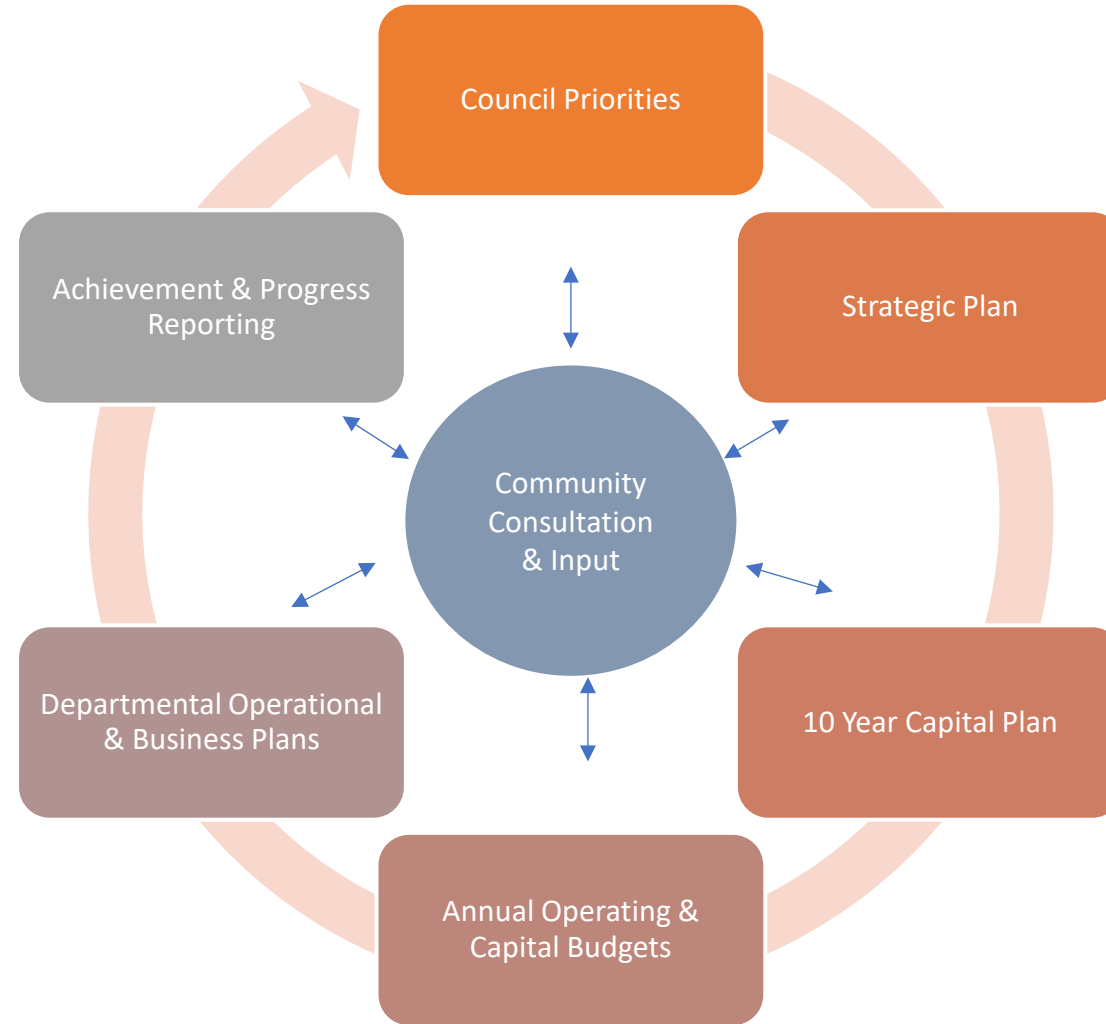 Council Priorities
Strategic Plan
10 Year Capital Plan
Annual Operating &
Capital Budgets
Departmental Operational
& Business Plans
Achievement & Progress
Reporting
Community
Consultation
& Input